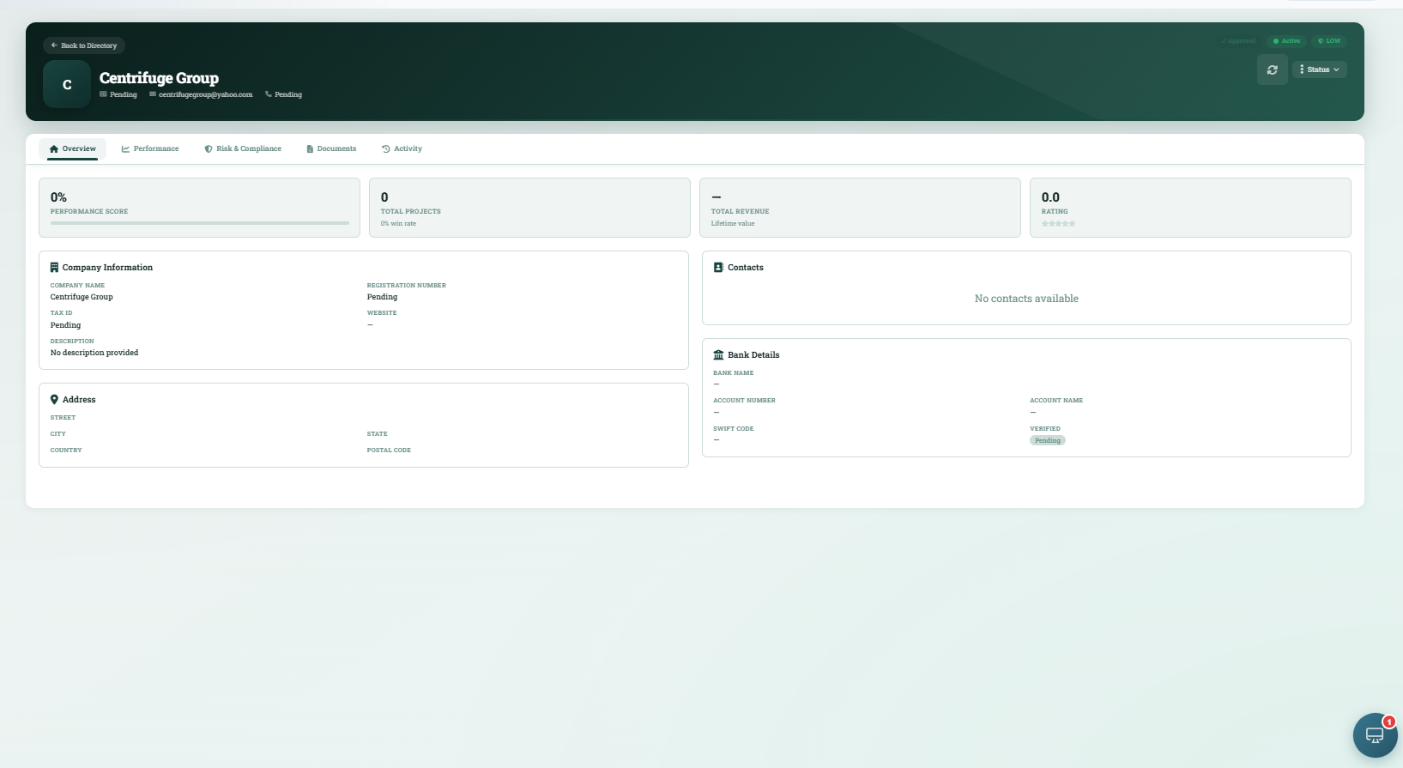 Back to Directory
✓ Approved
Active
LOW
C
Centrifuge Group
Pending
centrifugegroup@yahoo.com
Pending
Status
Overview
Performance
Risk & Compliance
Documents
Activity
0%
PERFORMANCE SCORE
0
TOTAL PROJECTS
0% win rate
—
TOTAL REVENUE
Lifetime value
0.0
RATING
Company Information
COMPANY NAME
Centrifuge Group
REGISTRATION NUMBER
Pending
TAX ID
Pending
WEBSITE
—
DESCRIPTION
No description provided
Address
STREET
CITY
STATE
COUNTRY
POSTAL CODE
Contacts
No contacts available
Bank Details
BANK NAME
—
ACCOUNT NUMBER
—
ACCOUNT NAME
—
SWIFT CODE
—
VERIFIED
Pending
1